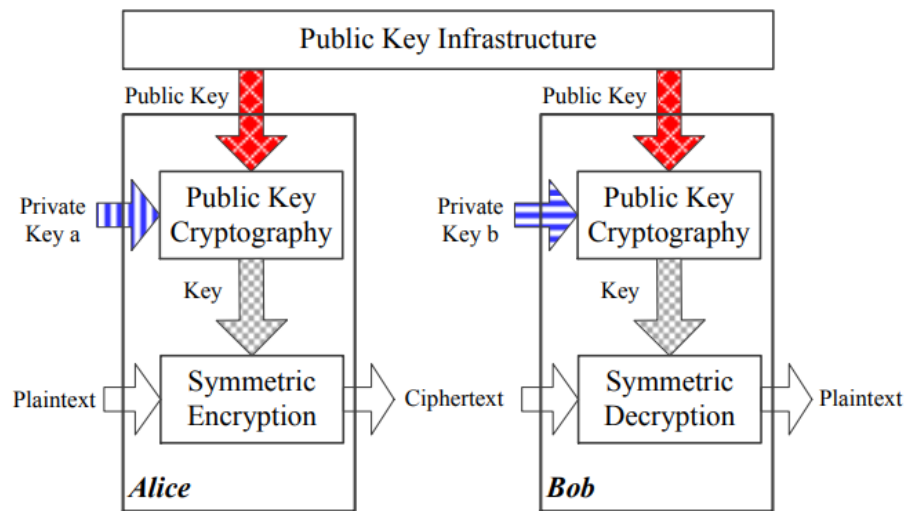 Public Key Infrastructure
Public Key
Public Key
Private
Key a
Public Key
Cryptography
Private
Key b
Public Key
Cryptography
Key
Key
Plaintext
Symmetric
Encryption
Ciphertext
Symmetric
Decryption
Plaintext
Alice
Bob